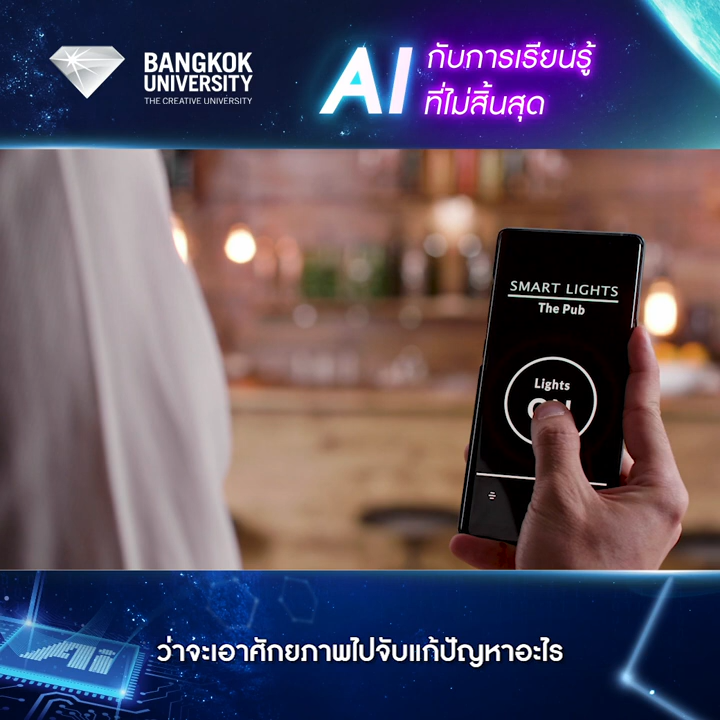 BANGKOK
UNIVERSITY
THE CREATIVE UNIVERSITY
AI กับการเรียนรู้
ที่ไม่สิ้นสุด
SMART LIGHTS
The Pub
Lights
Ai
ว่าจะเอาศักยภาพไปจับแก้ปัญหาอะไร